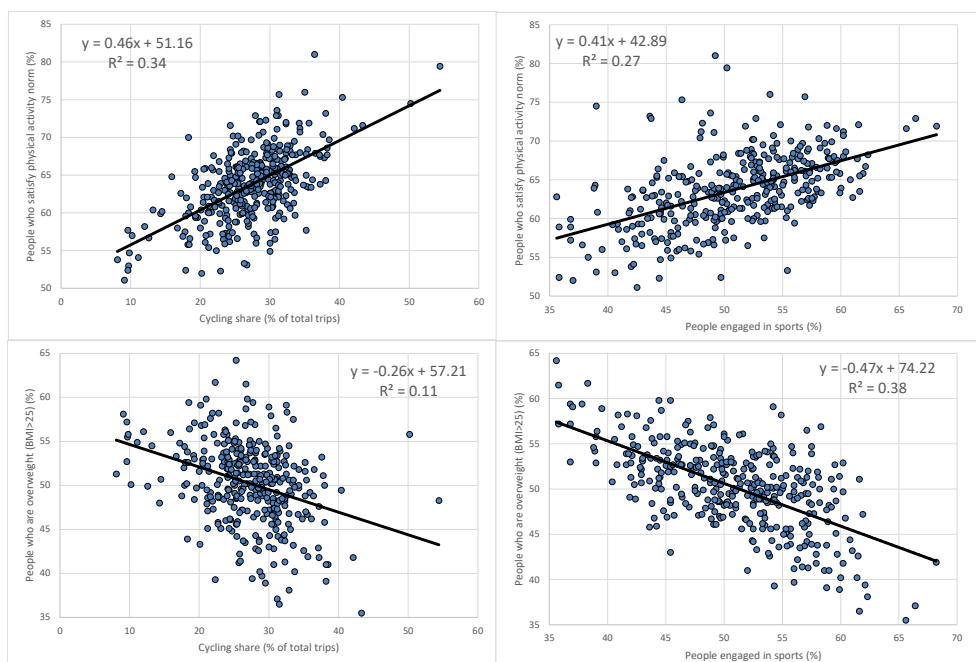 People who satisfy physical activity norm (%)
85
80
75
70
65
60
55
50
y = 0.46x + 51.16
R² = 0.34
0 10 20 30 40 50 60
Cycling share (% of total trips)
People who satisfy physical activity norm (%)
85
80
75
70
65
60
55
50
y = 0.41x + 42.89
R² = 0.27
35 40 45 50 55 60 65 70
People engaged in sports (%)
People who are overweight (BMI>25) (%)
65
60
55
50
45
40
35
y = -0.26x + 57.21
R² = 0.11
0 10 20 30 40 50 60
Cycling share (% of total trips)
People who are overweight (BMI>25) (%)
65
60
55
50
45
40
35
y = -0.47x + 74.22
R² = 0.38
35 40 45 50 55 60 65 70
People engaged in sports (%)